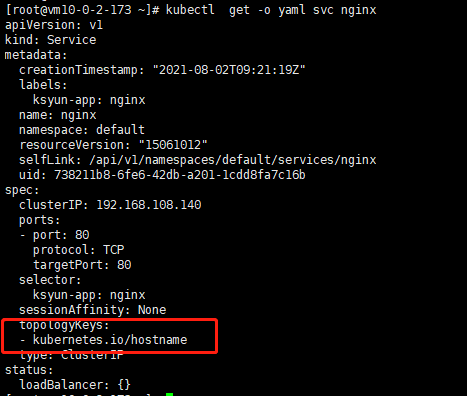 [root@vm10-0-2-173 ~]# kubectl  get -o yaml svc nginx
apiVersion: v1
kind: Service
metadata:
  creationTimestamp: "2021-08-02T09:21:19Z"
  labels:
    ksyun-app: nginx
  name: nginx
  namespace: default
  resourceVersion: "15061012"
  selfLink: /api/v1/namespaces/default/services/nginx
  uid: 738211b8-6fe6-42db-a201-1cdd8fa7c16b
spec:
  clusterIP: 192.168.108.140
  ports:
  - port: 80
    protocol: TCP
    targetPort: 80
  selector:
    ksyun-app: nginx
  sessionAffinity: None
  topologyKeys:
  - kubernetes.io/hostname
  type: ClusterIP
status:
  loadBalancer: {}